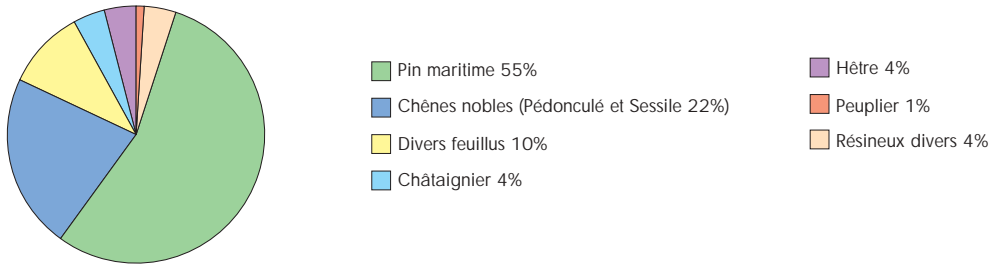 Pin maritime 55%
Chênes nobles (Pédonculé et Sessile 22%)
Divers feuillus 10%
Châtaignier 4%
Hêtre 4%
Peuplier 1%
Résineux divers 4%